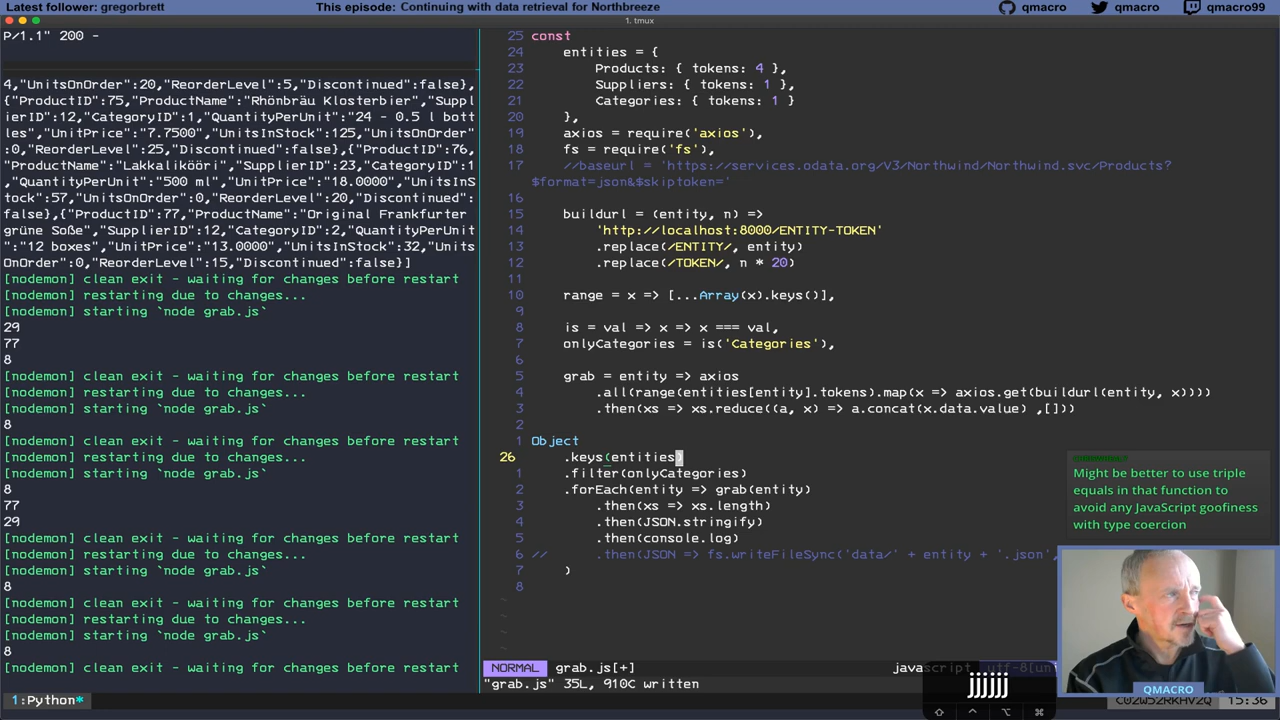 Latest follower: gregorbrett
This episode: Continuing with data retrieval for Northbreeze
qmacro
qmacro
qmacro99
1. tmux
P/1.1" 200 -
4,"UnitsOnOrder":20,"ReorderLevel":5,"Discontinued":false},
{"ProductID":75,"ProductName":"Rhönbräu Klosterbier","Suppl
ierID":12,"CategoryID":1,"QuantityPerUnit":"24 - 0.5 l bott
les","UnitPrice":"7.7500","UnitsInStock":125,"UnitsOnOrder"
:0,"ReorderLevel":25,"Discontinued":false},{"ProductID":76,
"ProductName":"Lakkalikööri","SupplierID":23,"CategoryID":1
,"QuantityPerUnit":"500 ml","UnitPrice":"18.0000","UnitsInS
tock":57,"UnitsOnOrder":0,"ReorderLevel":20,"Discontinued":
false},{"ProductID":77,"ProductName":"Original Frankfurter
grüne Soße","SupplierID":12,"CategoryID":2,"QuantityPerUnit
":"12 boxes","UnitPrice":"13.0000","UnitsInStock":32,"Units
OnOrder":0,"ReorderLevel":15,"Discontinued":false}]
[nodemon] clean exit - waiting for changes before restart
[nodemon] restarting due to changes...
[nodemon] starting `node grab.js`
29
77
8
[nodemon] clean exit - waiting for changes before restart
[nodemon] restarting due to changes...
[nodemon] starting `node grab.js`
8
[nodemon] clean exit - waiting for changes before restart
[nodemon] restarting due to changes...
[nodemon] starting `node grab.js`
8
77
29
[nodemon] clean exit - waiting for changes before restart
[nodemon] restarting due to changes...
[nodemon] starting `node grab.js`
8
[nodemon] clean exit - waiting for changes before restart
[nodemon] restarting due to changes...
[nodemon] starting `node grab.js`
8
[nodemon] clean exit - waiting for changes before restart
25 const
24 entities = {
23 Products: { tokens: 4 },
22 Suppliers: { tokens: 1 },
21 Categories: { tokens: 1 }
20 },
19 axios = require('axios'),
18 fs = require('fs'),
17 //baseurl = 'https://services.odata.org/V3/Northwind/Northwind.svc/Products?
$format=json&$skiptoken='
16
15 buildurl = (entity, n) =>
14 'http://localhost:8000/ENTITY-TOKEN'
13 .replace(/ENTITY/, entity)
12 .replace(/TOKEN/, n * 20)
11
10 range = x => [...Array(x).keys()],
9
8 is = val => x => x === val,
7 onlyCategories = is('Categories'),
6
5 grab = entity => axios
4 .all(range(entities[entity].tokens).map(x => axios.get(buildurl(entity, x))))
3 .then(xs => xs.reduce((a, x) => a.concat(x.data.value) ,[]))
2
1 Object
26 .keys(entities)
1 .filter(onlyCategories)
2 .forEach(entity => grab(entity)
3 .then(xs => xs.length)
4 .then(JSON.stringify)
5 .then(console.log)
6 // .then(JSON => fs.writeFileSync('data/' + entity + '.json',
7 )
8
~
~
~
~
Might be better to use triple
equals in that function to
avoid any JavaScript goofiness
with type coercion
NORMAL grab.js[+] javascript utf-8[un
"grab.js" 35L, 910C written
jjjjjj
⇧ ^ ⌥ ⌘
QMACRO
1:Python*
C02W52RKHV2Q 15:36